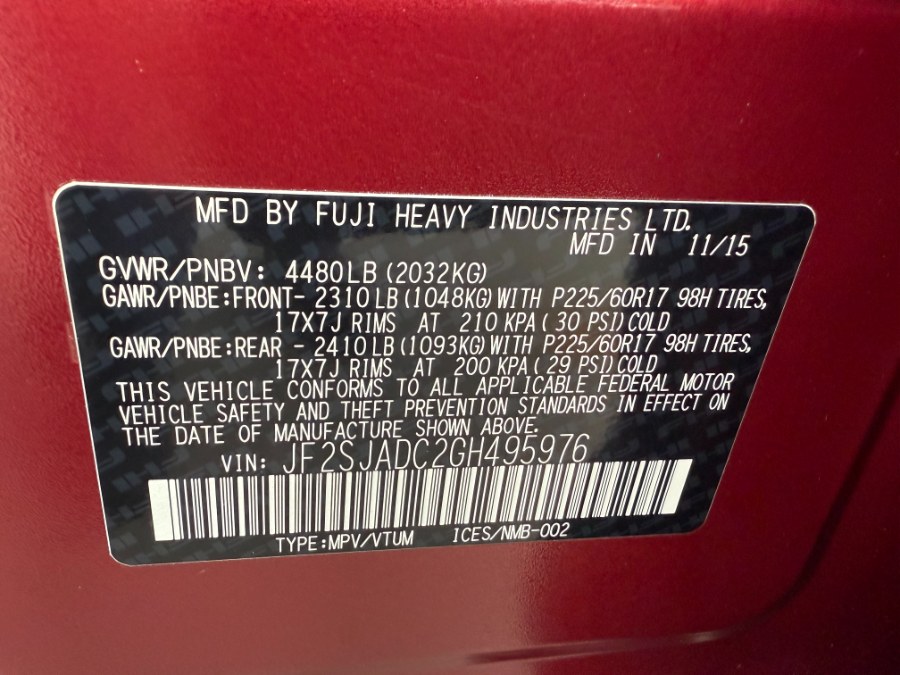 MFD BY FUJI HEAVY INDUSTRIES LTD.
MFD IN 11/15
GVWR/PNBV: 4480LB (2032KG)
GAWR/PNBE:FRONT- 2310 LB (1048KG) WITH P225/60R17 98H TIRES,
17X7J RIMS AT 210 KPA ( 30 PSI) COLD
GAWR/PNBE:REAR - 2410 LB (1093KG) WITH P225/60R17 98H TIRES,
17X7J RIMS AT 200 KPA ( 29 PSI) COLD
THIS VEHICLE CONFORMS TO ALL APPLICABLE FEDERAL MOTOR
VEHICLE SAFETY AND THEFT PREVENTION STANDARDS IN EFFECT ON
THE DATE OF MANUFACTURE SHOWN ABOVE.
VIN: JF2SJADC2GH495976
TYPE:MPV/VTUM ICES/NMB-002